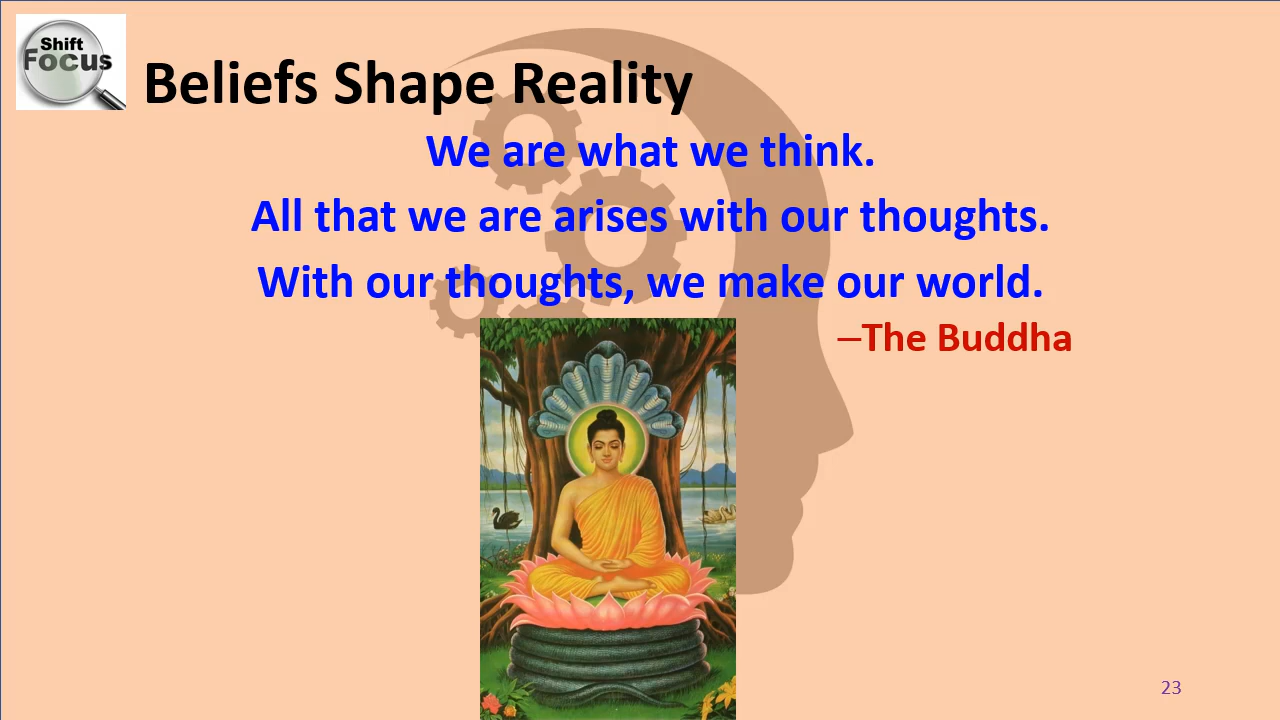 Shift
Focus
Beliefs Shape Reality
We are what we think.
All that we are arises with our thoughts.
With our thoughts, we make our world.
–The Buddha
23